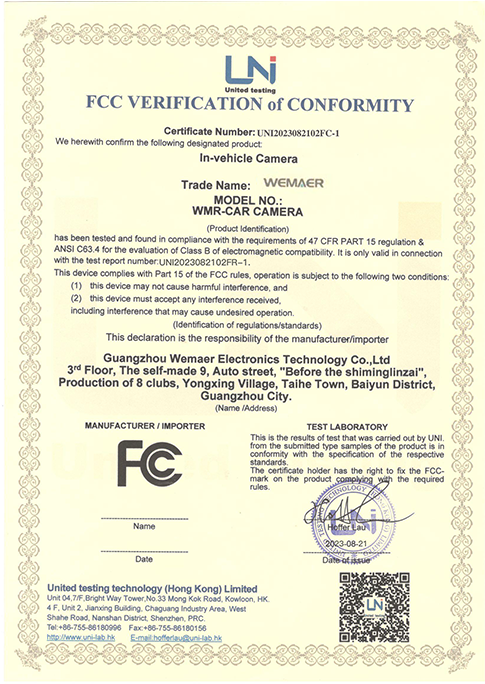 UNi
United testing
FCC VERIFICATION of CONFORMITY
Certificate Number: UNI2023082102FC-1
We herewith confirm the following designated product:
In-vehicle Camera
Trade Name: WEMAER
MODEL NO.:
WMR-CAR CAMERA
(Product Identification)
has been tested and found in compliance with the requirements of 47 CFR PART 15 regulation &
ANSI C63.4 for the evaluation of Class B of electromagnetic compatibility. It is only valid in connection
with the test report number:UNI2023082102FR-1.
This device complies with Part 15 of the FCC rules, operation is subject to the following two conditions:
(1) this device may not cause harmful interference, and
(2) this device must accept any interference received,
including interference that may cause undesired operation.
(Identification of regulations/standards)
This declaration is the responsibility of the manufacturer/importer
Guangzhou Wemaer Electronics Technology Co.,Ltd
3rd Floor, The self-made 9, Auto street, "Before the shiminglinzai",
Production of 8 clubs, Yongxing Village, Taihe Town, Baiyun District,
Guangzhou City.
(Name /Address)
MANUFACTURER / IMPORTER
FC
Name
Date
TEST LABORATORY
This is the results of test that was carried out by UNI.
from the submitted type samples of the product is in
conformity with the specification of the respective
standards.
The certificate holder has the right to fix the FCC-
mark on the product complying with the required
rules.
UNi
Hoffer Lau
2023-08-21
Date of issue
United testing technology (Hong Kong) Limited
Unit 04,7/F,Bright Way Tower,No.33 Mong Kok Road, Kowloon, HK.
4 F, Unit 2, Jianxing Building, Chaguang Industry Area, West
Shahe Road, Nanshan District, Shenzhen, PRC.
Tel:+86-755-86180996 Fax:+86-755-86180156
http://www.uni-lab.hk E-mail:hofferlau@uni-lab.hk
UNi